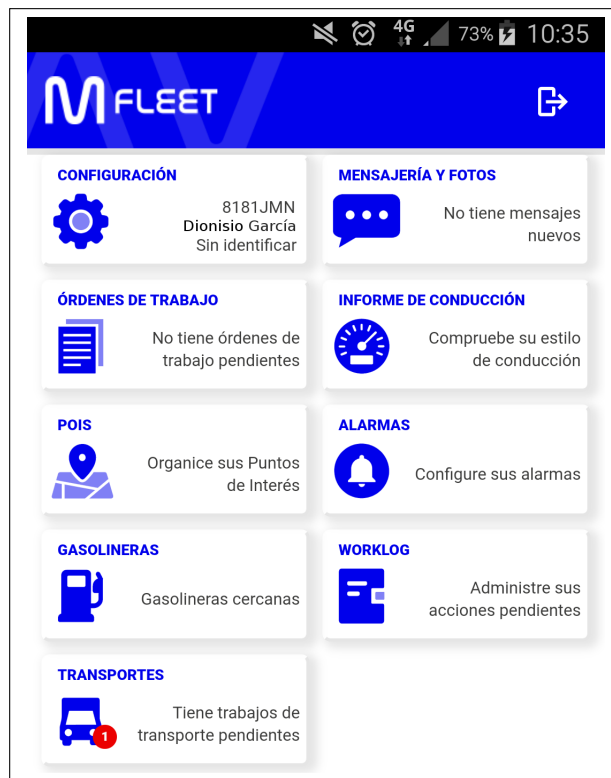 4G 73% 10:35
M FLEET
CONFIGURACIÓN
8181JMN
Dionisio García
Sin identificar
MENSAJERÍA Y FOTOS
No tiene mensajes
nuevos
ÓRDENES DE TRABAJO
No tiene órdenes de
trabajo pendientes
INFORME DE CONDUCCIÓN
Compruebe su estilo
de conducción
POIS
Organice sus Puntos
de Interés
ALARMAS
Configure sus alarmas
GASOLINERAS
Gasolineras cercanas
WORKLOG
Administre sus
acciones pendientes
TRANSPORTES
1
Tiene trabajos de
transporte pendientes